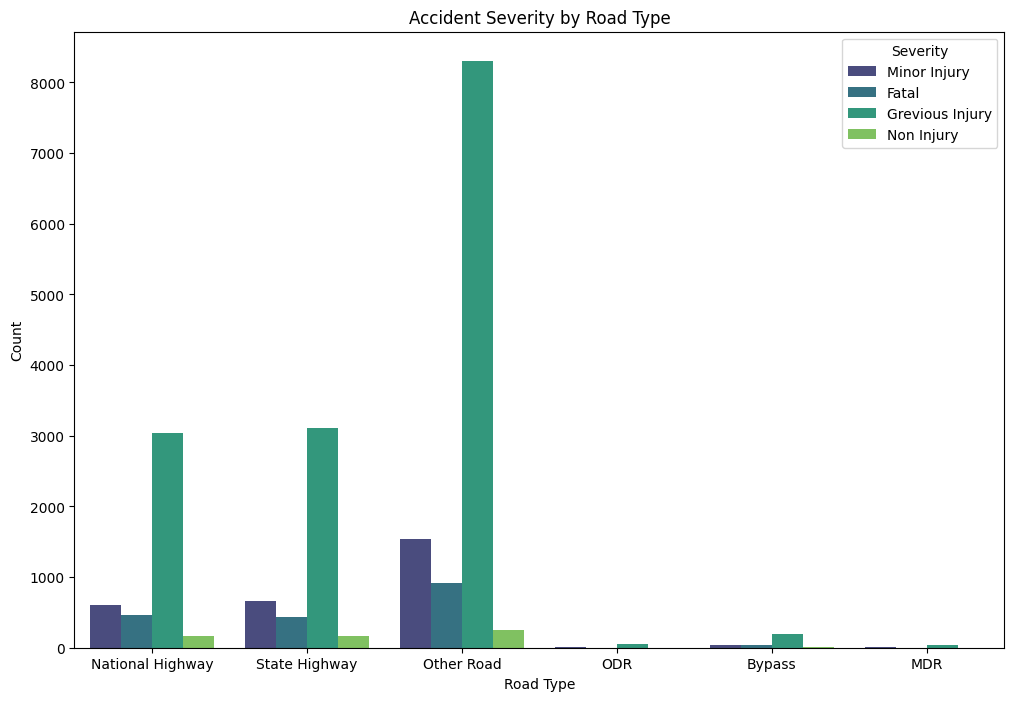 Accident Severity by Road Type
Severity
Minor Injury
Fatal
Grevious Injury
Non Injury
Count
8000
7000
6000
5000
4000
3000
2000
1000
0
National Highway
State Highway
Other Road
ODR
Bypass
MDR
Road Type